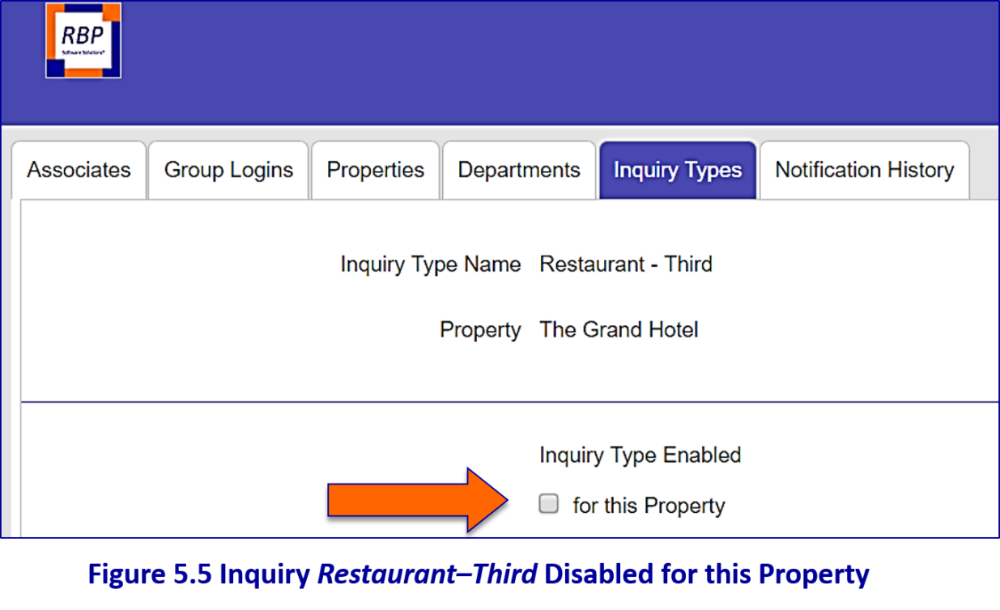 RBP
Software Solutions®
Associates Group Logins Properties Departments Inquiry Types Notification History
Inquiry Type Name Restaurant - Third
Property The Grand Hotel
Inquiry Type Enabled
for this Property
Figure 5.5 Inquiry Restaurant–Third Disabled for this Property